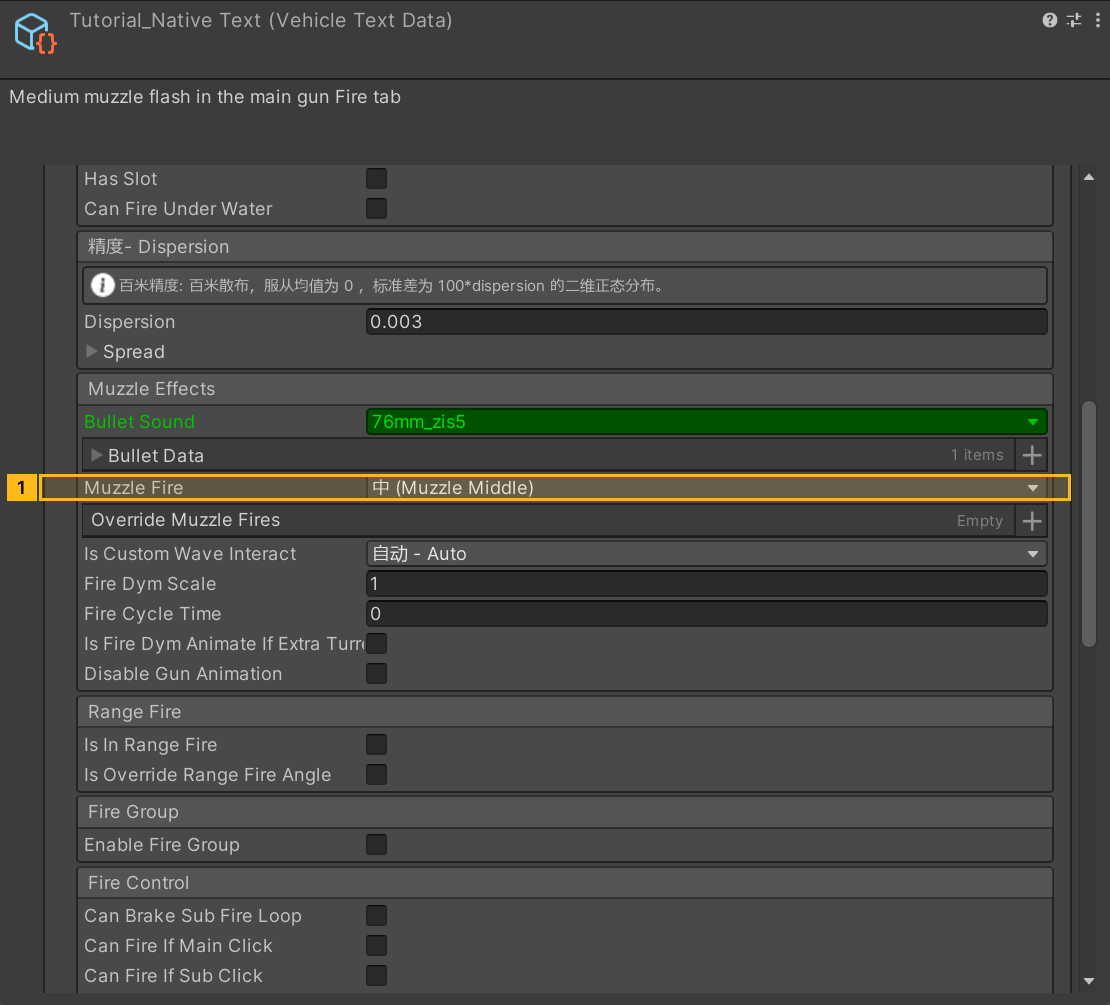 Tutorial_Native Text (Vehicle Text Data)
Medium muzzle flash in the main gun Fire tab
Has Slot
Can Fire Under Water
精度- Dispersion
百米精度: 百米散布，服从均值为 0 ，标准差为 100*dispersion 的二维正态分布。
Dispersion 0.003
Spread
Muzzle Effects
Bullet Sound 76mm_zis5
Bullet Data 1 items
1 Muzzle Fire 中 (Muzzle Middle)
Override Muzzle Fires Empty
Is Custom Wave Interact 自动 - Auto
Fire Dym Scale 1
Fire Cycle Time 0
Is Fire Dym Animate If Extra Turre
Disable Gun Animation
Range Fire
Is In Range Fire
Is Override Range Fire Angle
Fire Group
Enable Fire Group
Fire Control
Can Brake Sub Fire Loop
Can Fire If Main Click
Can Fire If Sub Click